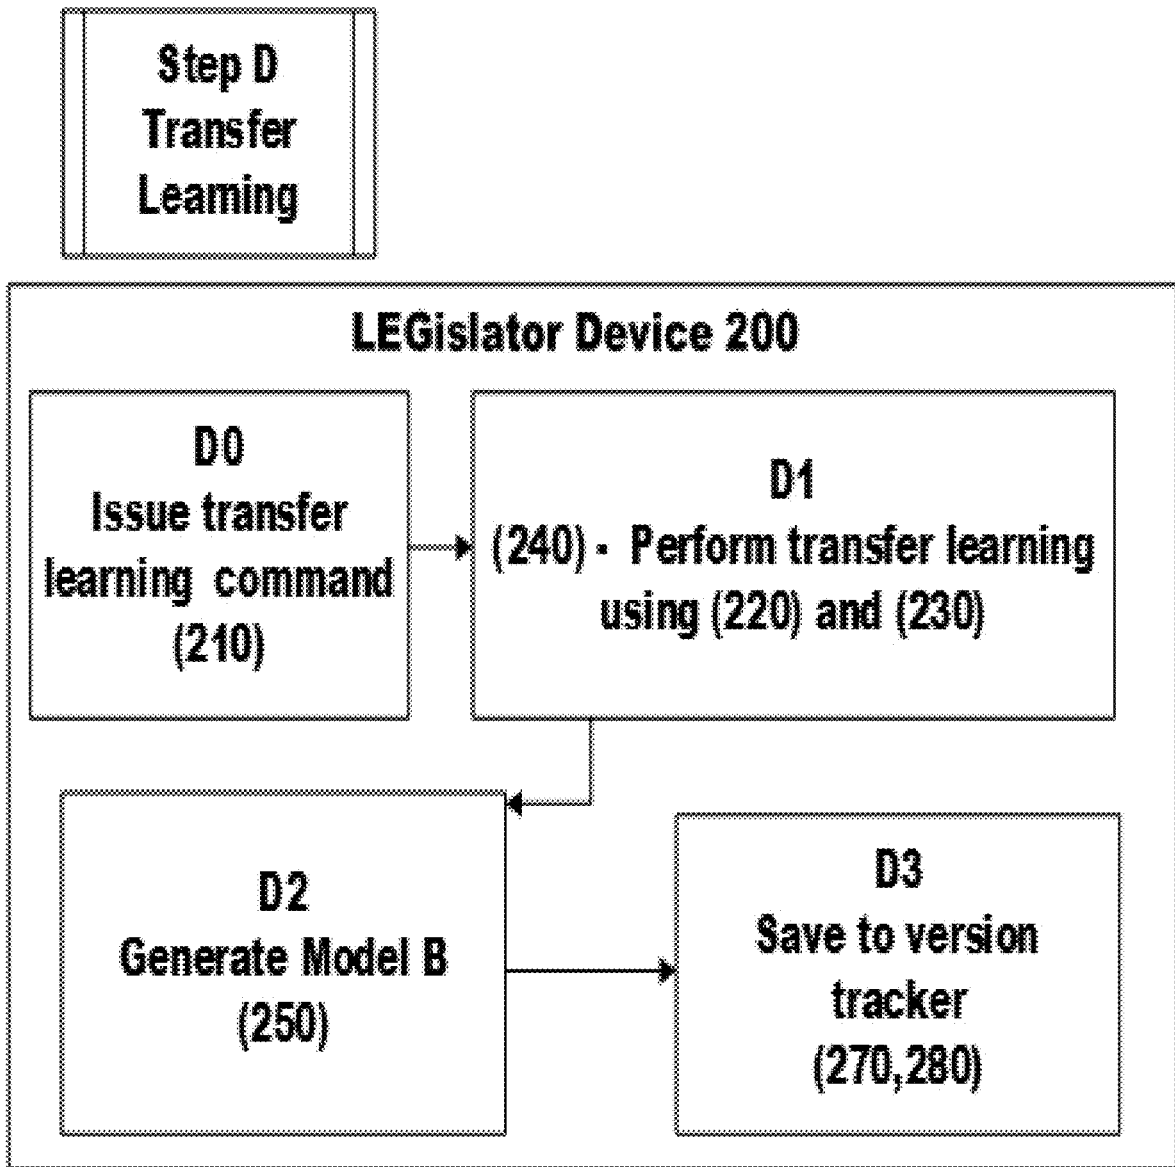 Step D
Transfer
Learning
LEGislator Device 200
D0
Issue transfer
learning command
(210)
D1
(240) - Perform transfer learning
using (220) and (230)
D2
Generate Model B
(250)
D3
Save to version
tracker
(270,280)